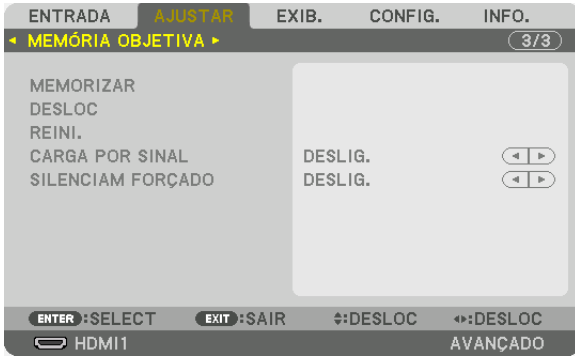 ENTRADA AJUSTAR EXIB. CONFIG. INFO.
MEMÓRIA OBJETIVA 3/3
MEMORIZAR
DESLOC
REINI.
CARGA POR SINAL DESLIG.
SILENCIAM FORÇADO DESLIG.
ENTER :SELECT EXIT :SAIR :DESLOC :DESLOC
HDMI1 AVANÇADO